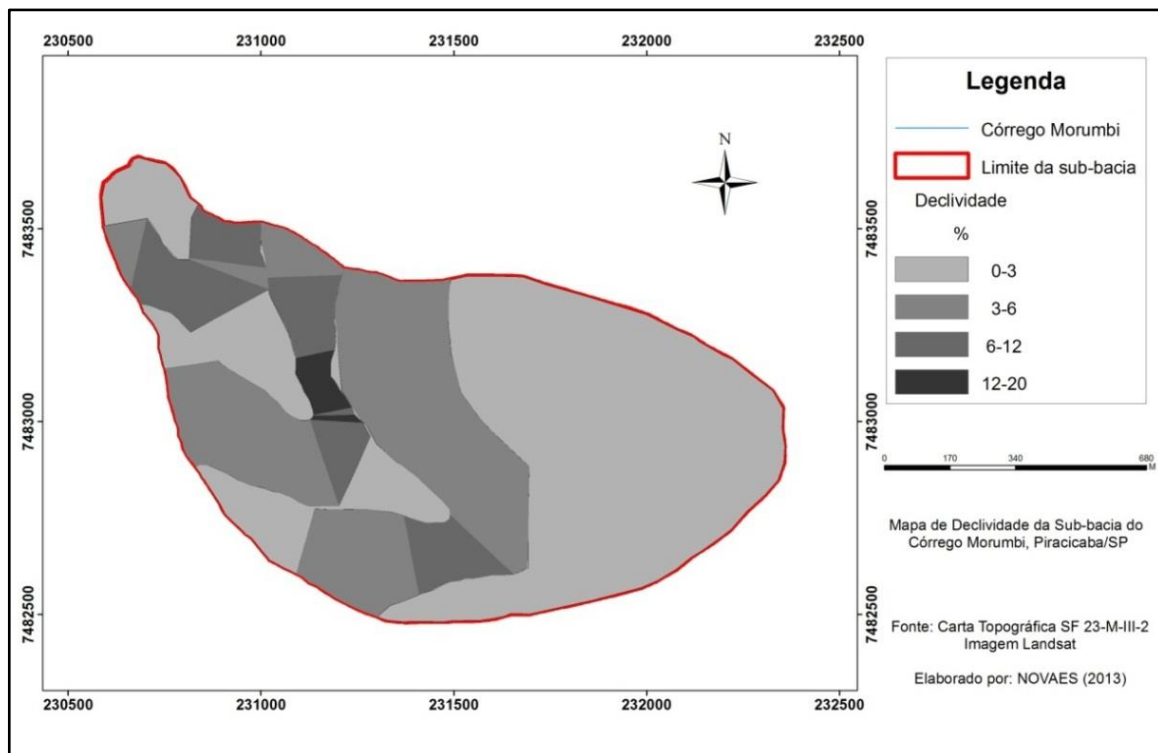 230500 231000 231500 232000 232500
7483500
7483000
7482500
7483500
7483000
7482500
230500 231000 231500 232000 232500
N
Legenda
Córrego Morumbi
Limite da sub-bacia
Declividade
%
0-3
3-6
6-12
12-20
0 170 340 680
M
Mapa de Declividade da Sub-bacia do
Córrego Morumbi, Piracicaba/SP
Fonte: Carta Topográfica SF 23-M-III-2
Imagem Landsat
Elaborado por: NOVAES (2013)